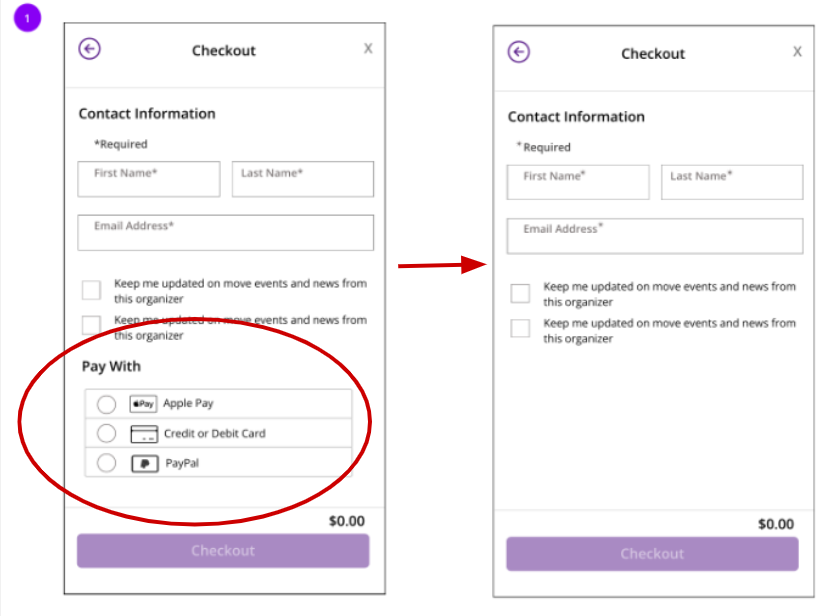 1
Checkout
X
Contact Information
*Required
First Name*
Last Name*
Email Address*
Keep me updated on move events and news from
this organizer
Keep me updated on move events and news from
this organizer
Pay With
Pay Apple Pay
Credit or Debit Card
PayPal
$0.00
Checkout
Checkout
X
Contact Information
*Required
First Name*
Last Name*
Email Address*
Keep me updated on move events and news from
this organizer
Keep me updated on move events and news from
this organizer
$0.00
Checkout